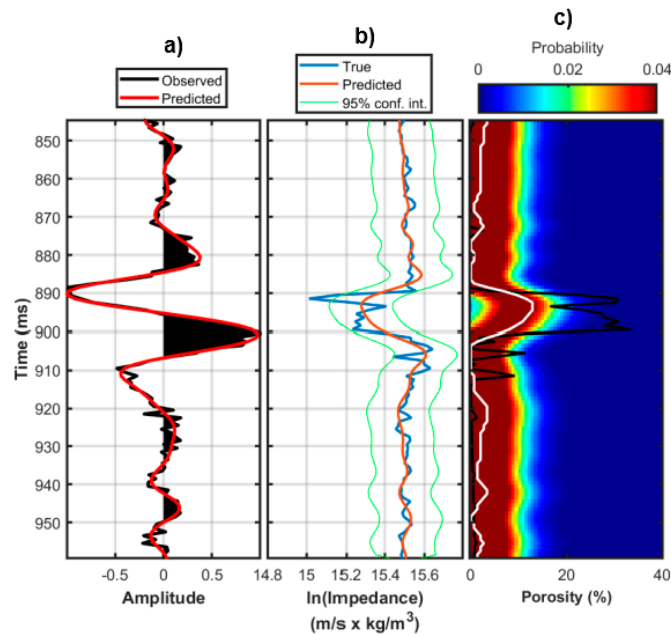 a)
b)
c)
Observed
Predicted
True
Predicted
95% conf. int.
Probability
0 0.02 0.04
Time (ms)
850
860
870
880
890
900
910
920
930
940
950
-0.5 0 0.5 1
Amplitude
4.8 15 15.2 15.4 15.6
ln(Impedance)
(m/s x kg/m³)
0 20 40
Porosity (%)